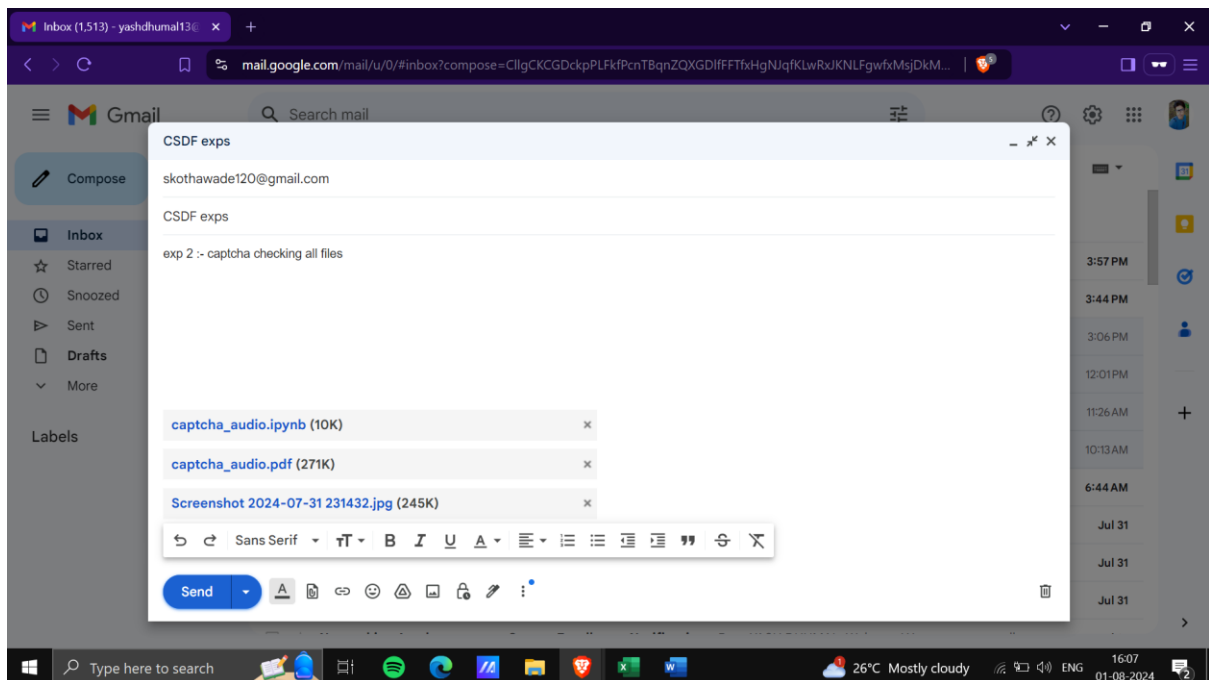 Inbox (1,513) - yashdhumal13@
mail.google.com/mail/u/0/#inbox?compose=CllgCKCGDckpPLFkfPcnTBqnZQXGDlfFFTfxHgNJqfKLwRxJKNLFgwfxMsjDkM...
5
Gmail
Search mail
CSDF exps
Compose
skothawade120@gmail.com
31
CSDF exps
Inbox
exp 2 :- captcha checking all files
3:57 PM
Starred
Snoozed
3:44 PM
Sent
3:06 PM
Drafts
12:01 PM
More
11:26 AM
captcha_audio.ipynb (10K)
Labels
10:13 AM
captcha_audio.pdf (271K)
6:44 AM
Screenshot 2024-07-31 231432.jpg (245K)
Jul 31
Sans Serif
Jul 31
Send
Jul 31
Type here to search
26°C Mostly cloudy
ENG
16:07
01-08-2024
2